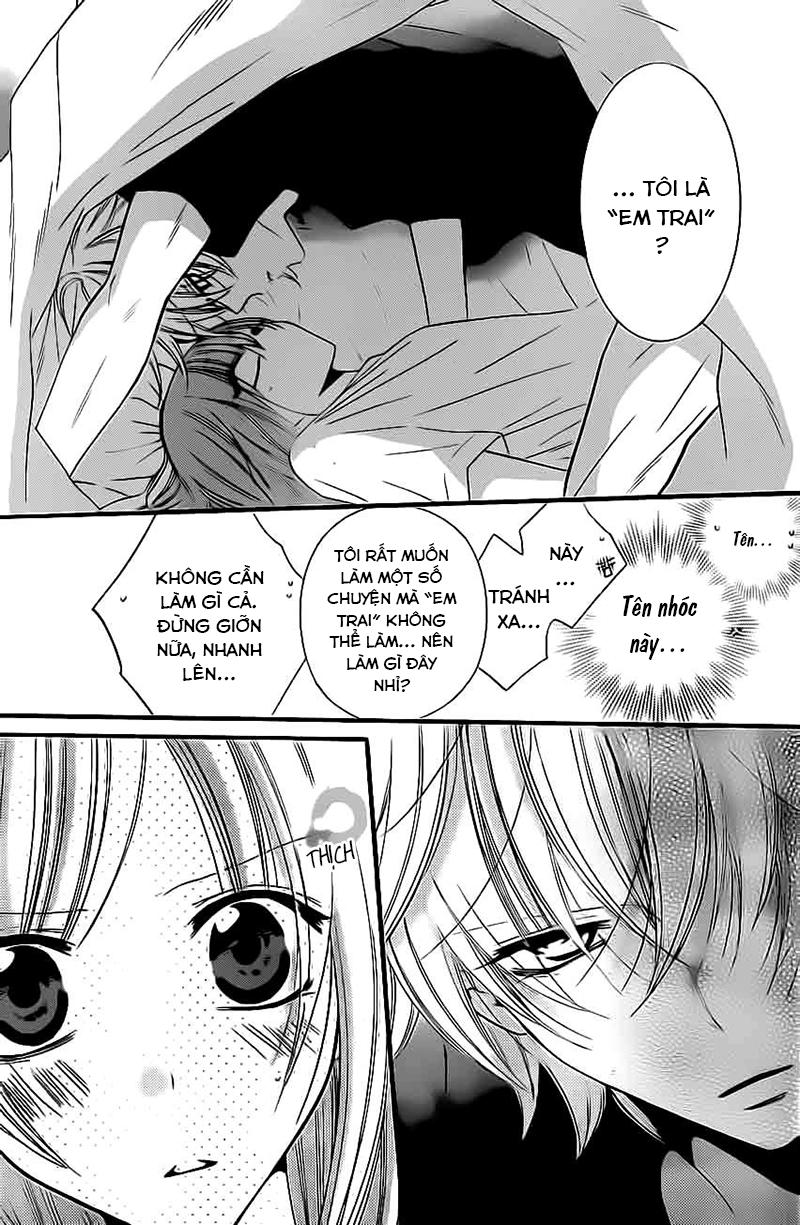 ... TÔI LÀ
"EM TRAI"
?
Tên...
Tên nhóc
này...
NÀY
...
TRÁNH
XA...
TÔI RẤT MUỐN
LÀM MỘT SỐ
CHUYỆN MÀ "EM
TRAI" KHÔNG
THỂ LÀM... NÊN
LÀM GÌ ĐÂY
NHỈ?
KHÔNG CẦN
LÀM GÌ CẢ.
ĐỪNG GIỠN
NỮA, NHANH
LÊN...
THỊCH